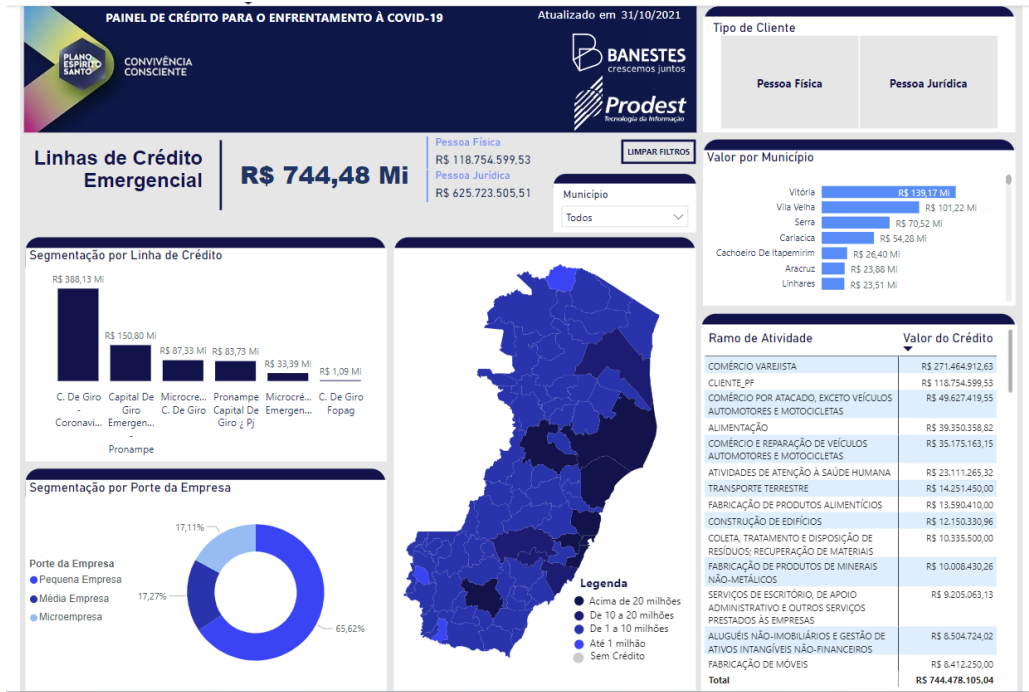 PAINEL DE CRÉDITO PARA O ENFRENTAMENTO À COVID-19
Atualizado em 31/10/2021
PLANO
ESPÍRITO
SANTO
CONVIVÊNCIA
CONSCIENTE
BANESTES
crescemos juntos
Prodest
Tecnologia da Informação
Tipo de Cliente
Pessoa Física
Pessoa Jurídica
Linhas de Crédito
Emergencial
R$ 744,48 Mi
Pessoa Física
R$ 118.754.599,53
Pessoa Jurídica
R$ 625.723.505,51
LIMPAR FILTROS
Município
Todos
Valor por Município
Vitória R$ 139,17 Mi
Vila Velha R$ 101,22 Mi
Serra R$ 70,52 Mi
Cariacica R$ 54,28 Mi
Cachoeiro De Itapemirim R$ 26,40 Mi
Aracruz R$ 23,88 Mi
Linhares R$ 23,51 Mi
Segmentação por Linha de Crédito
R$ 388,13 Mi
R$ 150,80 Mi
R$ 87,33 Mi
R$ 83,73 Mi
R$ 33,39 Mi
R$ 1,09 Mi
C. De Giro
-
Coronavi...
Capital De
Giro
Emergen...
-
Pronampe
Microcre...
C. De Giro
Pronampe
Capital De
Giro ¿ Pj
Microcré...
Emergen...
C. De Giro
Fopag
Segmentação por Porte da Empresa
17,11%
17,27%
65,62%
Porte da Empresa
Pequena Empresa
Média Empresa
Microempresa
Legenda
Acima de 20 milhões
De 10 a 20 milhões
De 1 a 10 milhões
Até 1 milhão
Sem Crédito
Ramo de Atividade Valor do Crédito
COMÉRCIO VAREJISTA R$ 271.464.912,63
CLIENTE_PF R$ 118.754.599,53
COMÉRCIO POR ATACADO, EXCETO VEÍCULOS R$ 49.627.419,55
AUTOMOTORES E MOTOCICLETAS
ALIMENTAÇÃO R$ 39.350.358,82
COMÉRCIO E REPARAÇÃO DE VEÍCULOS R$ 35.175.163,15
AUTOMOTORES E MOTOCICLETAS
ATIVIDADES DE ATENÇÃO À SAÚDE HUMANA R$ 23.111.265,32
TRANSPORTE TERRESTRE R$ 14.251.450,00
FABRICAÇÃO DE PRODUTOS ALIMENTÍCIOS R$ 13.590.410,00
CONSTRUÇÃO DE EDIFÍCIOS R$ 12.150.330,96
COLETA, TRATAMENTO E DISPOSIÇÃO DE R$ 10.335.500,00
RESÍDUOS; RECUPERAÇÃO DE MATERIAIS
FABRICAÇÃO DE PRODUTOS DE MINERAIS R$ 10.008.430,26
NÃO-METÁLICOS
SERVIÇOS DE ESCRITÓRIO, DE APOIO R$ 9.205.063,13
ADMINISTRATIVO E OUTROS SERVIÇOS
PRESTADOS ÀS EMPRESAS
ALUGUÉIS NÃO-IMOBILIÁRIOS E GESTÃO DE R$ 8.504.724,02
ATIVOS INTANGÍVEIS NÃO-FINANCEIROS
FABRICAÇÃO DE MÓVEIS R$ 8.412.250,00
Total R$ 744.478.105,04